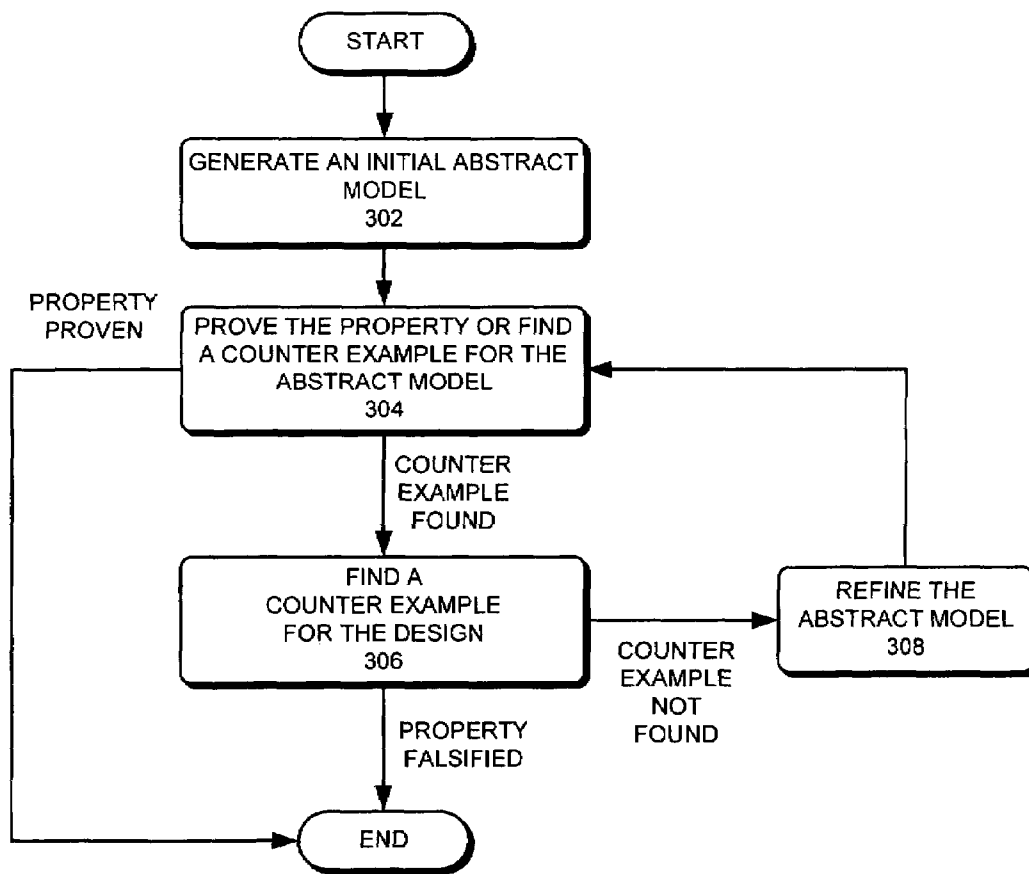 START
GENERATE AN INITIAL ABSTRACT
MODEL
302
PROPERTY
PROVEN
PROVE THE PROPERTY OR FIND
A COUNTER EXAMPLE FOR THE
ABSTRACT MODEL
304
COUNTER
EXAMPLE
FOUND
FIND A
COUNTER EXAMPLE
FOR THE DESIGN
306
REFINE THE
ABSTRACT MODEL
308
COUNTER
EXAMPLE
NOT
FOUND
PROPERTY
FALSIFIED
END